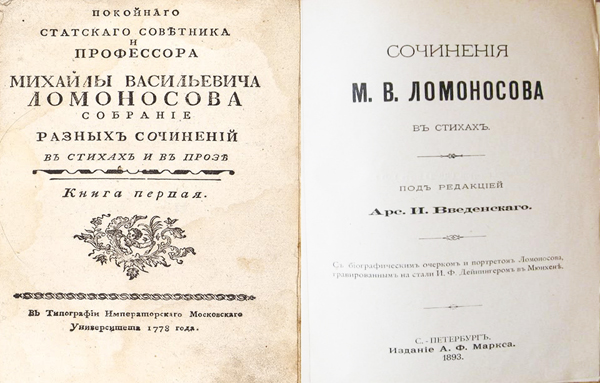 ПОКОЙНАГО
СТАТСКАГО СОВѢТНИКА
И
ПРОФЕССОРА
МИХАЙЛЫ ВАСИЛЬЕВИЧА
ЛОМОНОСОВА
СОБРАНІЕ
РАЗНЫХЪ СОЧИНЕНІЙ
ВЪ СТИХАХЪ И ВЪ ПРОЗѢ
Книга первая.
Въ Типографіи Императорскаго Московскаго
Университета 1778 года.
СОЧИНЕНІЯ
М. В. ЛОМОНОСОВА
ВЪ СТИХАХЪ.
ПОДЪ РЕДАКЦІЕЙ
Арс. И. Введенскаго.
Съ біографическимъ очеркомъ и портретомъ Ломоносова,
гравированнымъ на стали И. Ф. Дейнингеромъ въ Мюнхенѣ.
С.-ПЕТЕРБУРГЪ.
Изданіе А. Ф. Маркса.
1893.